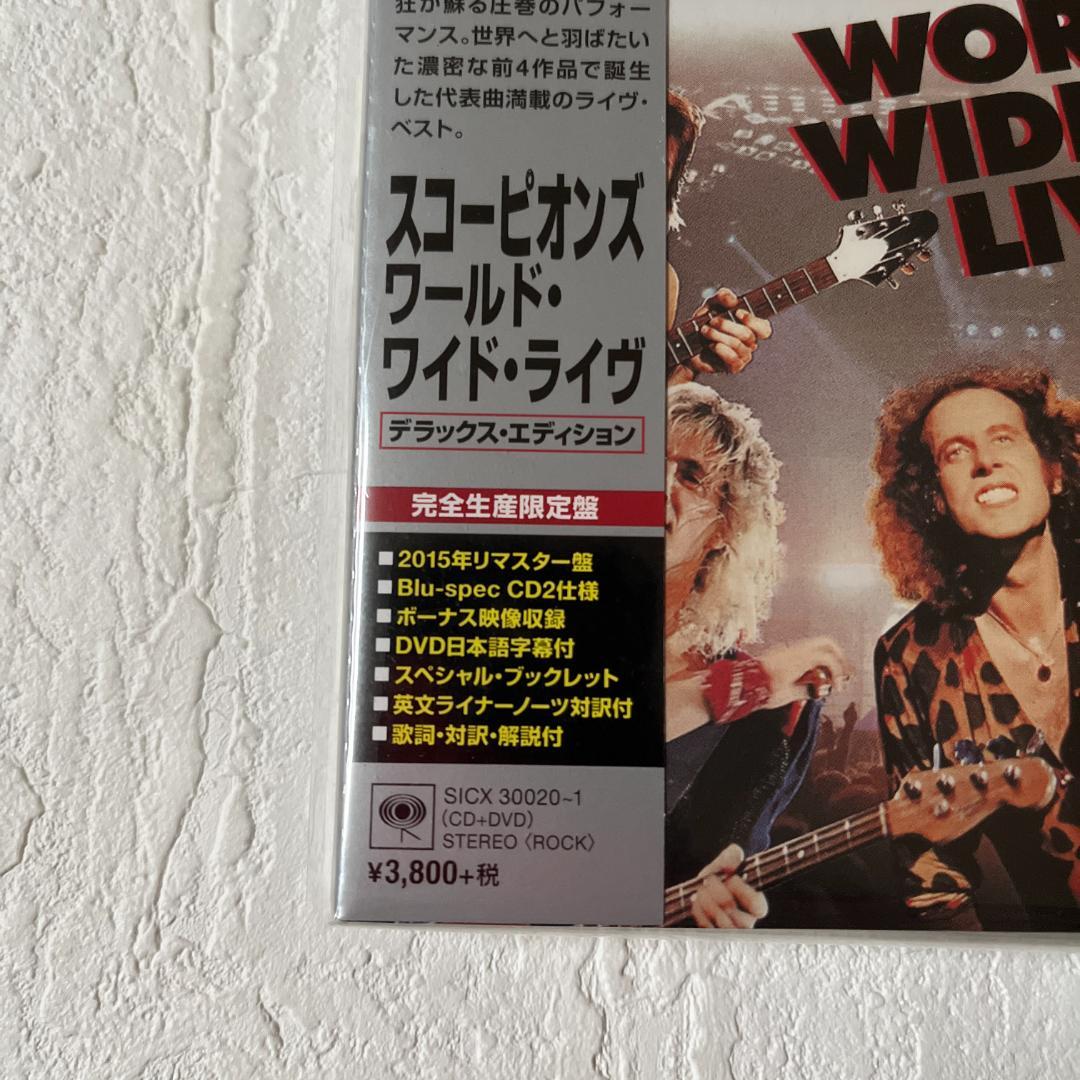 狂が蘇る圧巻のパフォー
マンス。世界へと羽ばたい
た濃密な前4作品で誕生
した代表曲満載のライヴ・
ベスト。
スコーピオンズ
ワールド・
ワイド・ライヴ
デラックス・エディション
完全生産限定盤
■2015年リマスター盤
■Blu-spec CD2仕様
■ボーナス映像収録
■DVD日本語字幕付
■スペシャル・ブックレット
■英文ライナーノーツ対訳付
■歌詞・対訳・解説付
SICX 30020~1
(CD+DVD)
STEREO〈ROCK〉
¥3,800+税
WOR
WID
LIV